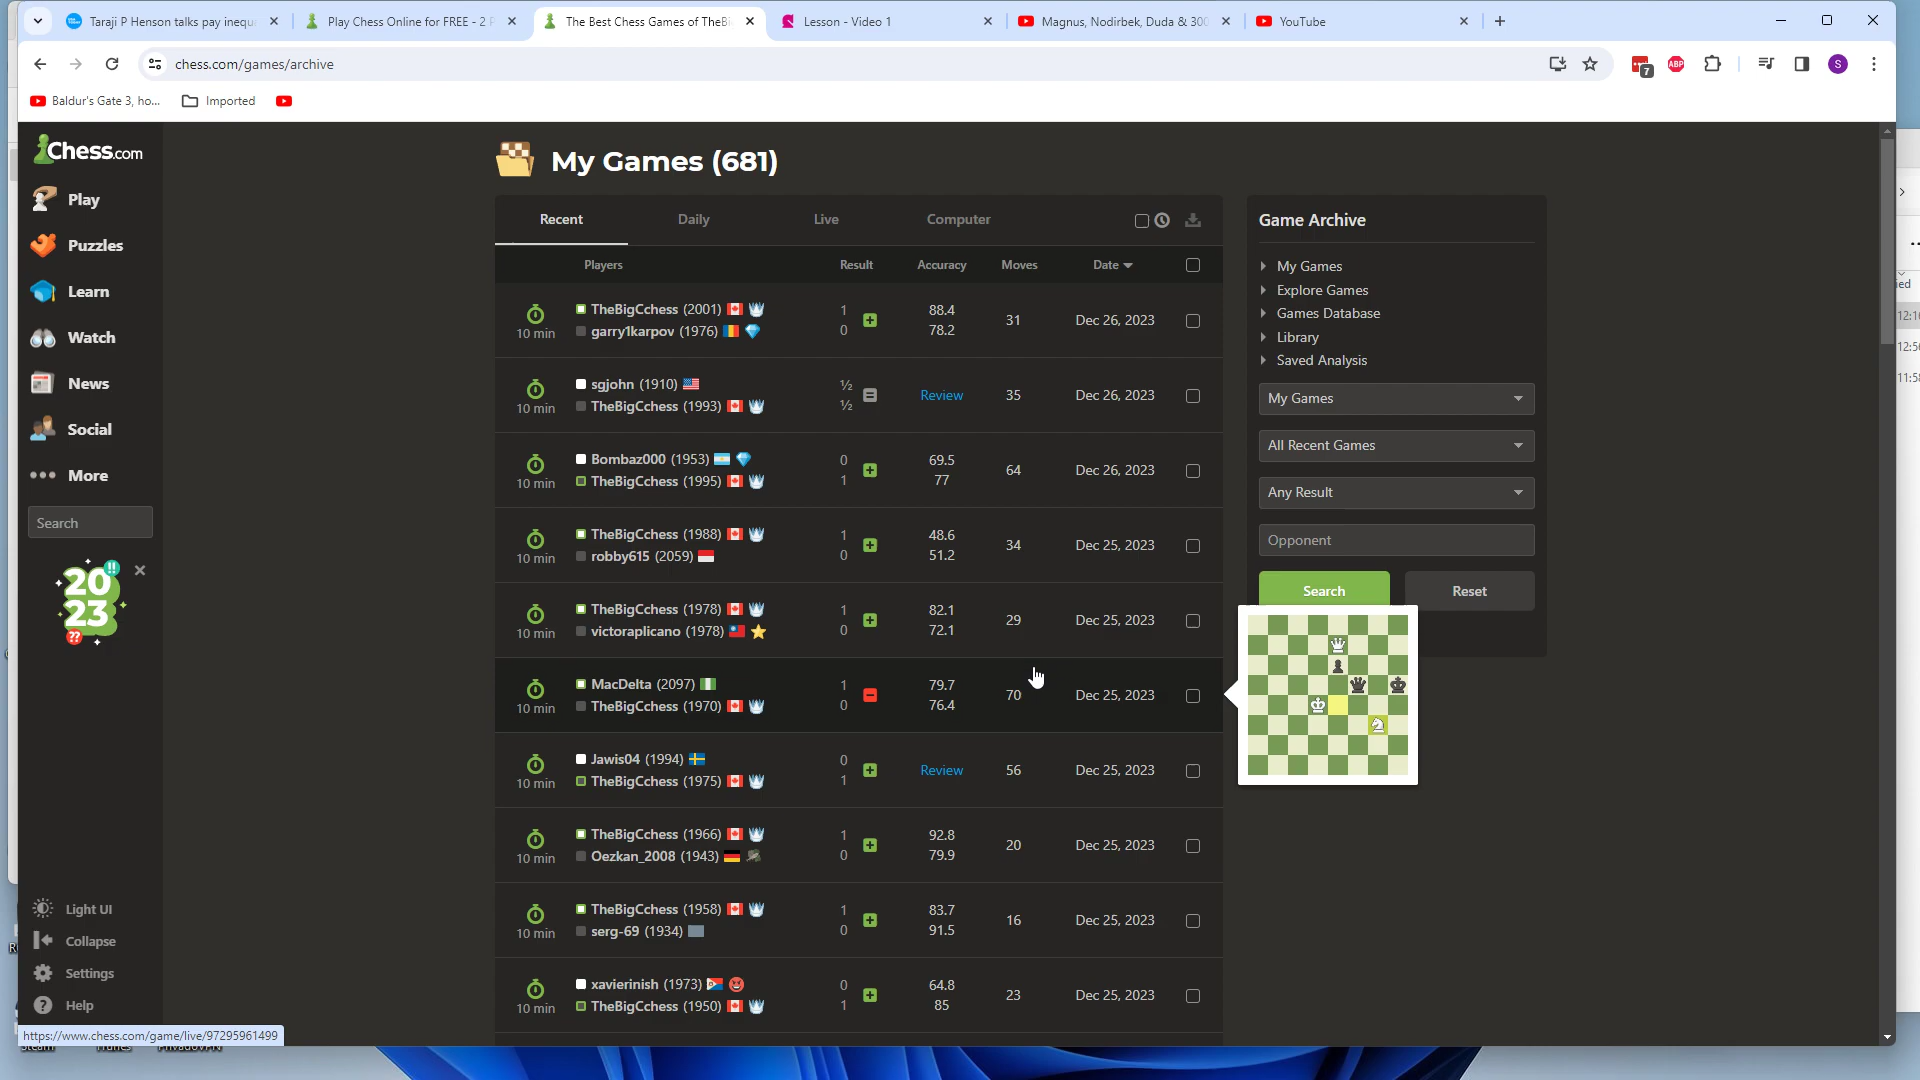 Taraji P Henson talks pay inequ
Play Chess Online for FREE - 2 P
The Best Chess Games of TheBi
Lesson - Video 1
Magnus, Nodirbek, Duda & 300
YouTube
chess.com/games/archive
7
ABP
S
Baldur's Gate 3, ho...
Imported
Chess.com
Play
Puzzles
Learn
Watch
News
Social
More
Search
20 !!
23
??
Light UI
Collapse
Settings
Help
https://www.chess.com/game/live/97295961499
My Games (681)
Recent Daily Live Computer
Players Result Accuracy Moves Date
10 min
TheBigCchess (2001) 1 88.4
garry1karpov (1976) 0 78.2
31 Dec 26, 2023
10 min
sgjohn (1910) ½
TheBigCchess (1993) ½
Review 35 Dec 26, 2023
10 min
Bombaz000 (1953) 0 69.5
TheBigCchess (1995) 1 77
64 Dec 26, 2023
10 min
TheBigCchess (1988) 1 48.6
robby615 (2059) 0 51.2
34 Dec 25, 2023
10 min
TheBigCchess (1978) 1 82.1
victoraplicano (1978) 0 72.1
29 Dec 25, 2023
10 min
MacDelta (2097) 1 79.7
TheBigCchess (1970) 0 76.4
70 Dec 25, 2023
10 min
Jawis04 (1994) 0
TheBigCchess (1975) 1
Review 56 Dec 25, 2023
10 min
TheBigCchess (1966) 1 92.8
Oezkan_2008 (1943) 0 79.9
20 Dec 25, 2023
10 min
TheBigCchess (1958) 1 83.7
serg-69 (1934) 0 91.5
16 Dec 25, 2023
10 min
xavierinish (1973) 0 64.8
TheBigCchess (1950) 1 85
23 Dec 25, 2023
Game Archive
My Games
Explore Games
Games Database
Library
Saved Analysis
My Games
All Recent Games
Any Result
Opponent
Search Reset